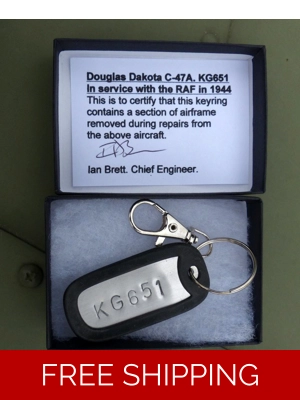 Douglas Dakota C-47A. KG651
In service with the RAF in 1944
This is to certify that this keyring
contains a section of airframe
removed during repairs from
the above aircraft.
Ian Brett. Chief Engineer.
KG651
FREE SHIPPING